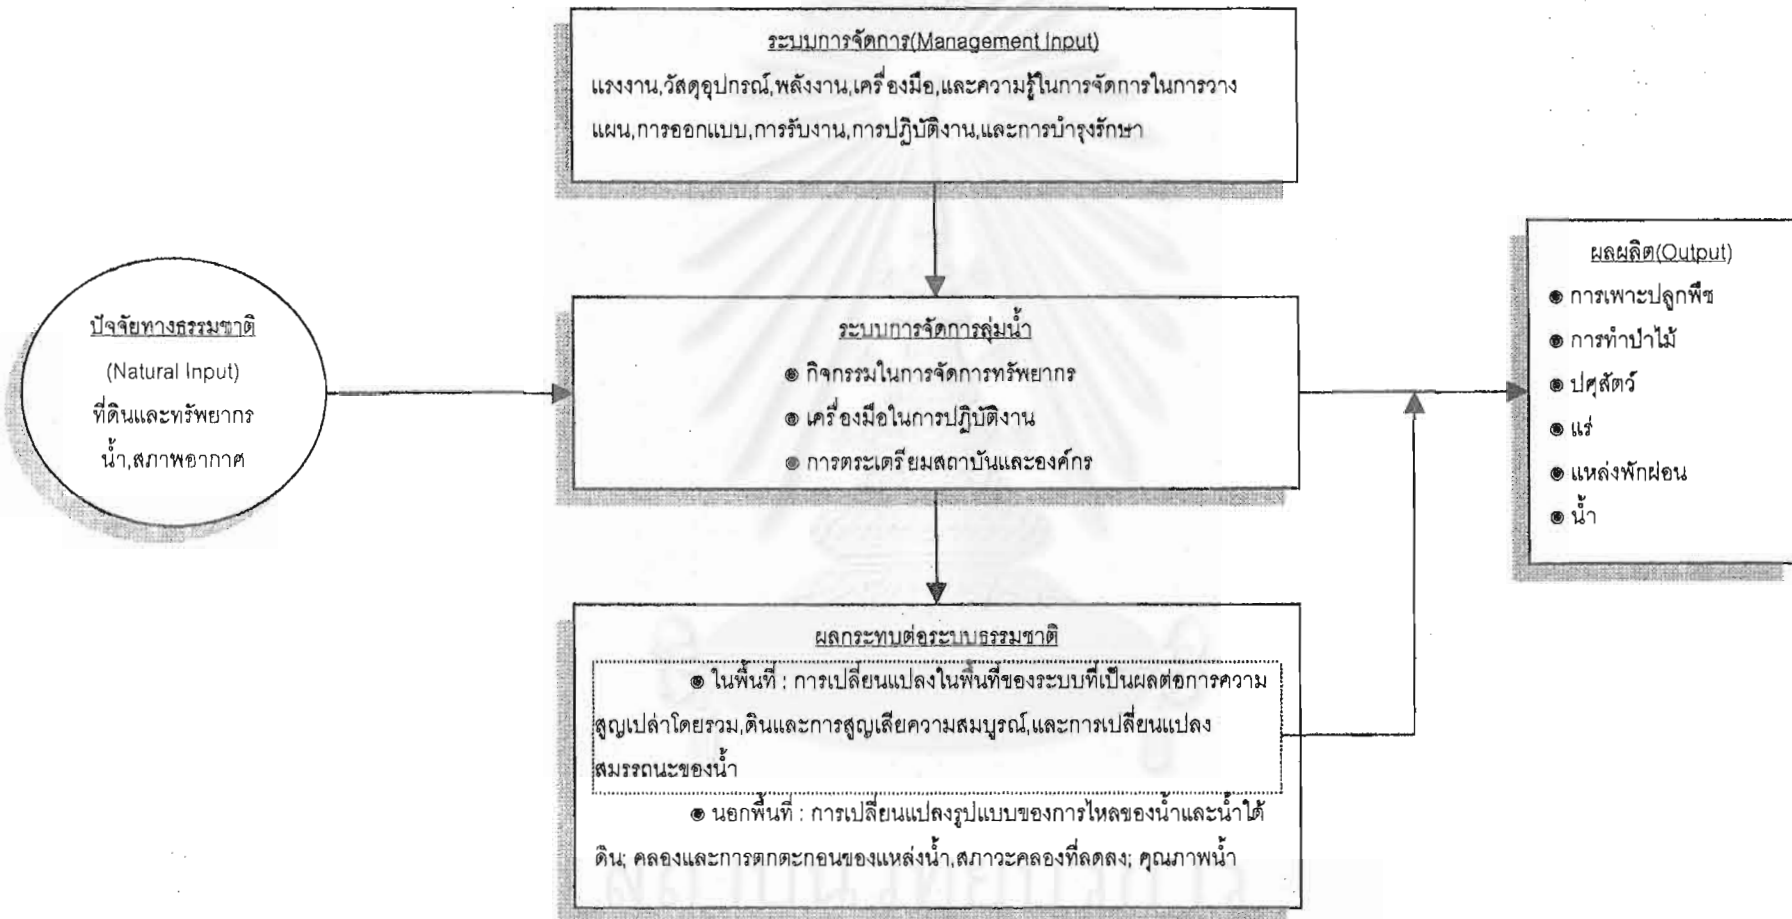 ระบบการจัดการ(Management Input)
แรงงาน,วัสดุอุปกรณ์,พลังงาน,เครื่องมือ,และความรู้ในการจัดการในการวาง
แผน,การออกแบบ,การรับงาน,การปฏิบัติงาน,และการบำรุงรักษา
ปัจจัยทางธรรมชาติ
(Natural Input)
ที่ดินและทรัพยากร
น้ำ,สภาพอากาศ
ระบบการจัดการลุ่มน้ำ
๏ กิจกรรมในการจัดการทรัพยากร
๏ เครื่องมือในการปฏิบัติงาน
๏ การตระเตรียมสถาบันและองค์กร
ผลผลิต(Output)
๏ การเพาะปลูกพืช
๏ การทำป่าไม้
๏ ปศุสัตว์
๏ แร่
๏ แหล่งพักผ่อน
๏ น้ำ
ผลกระทบต่อระบบธรรมชาติ
๏ ในพื้นที่ : การเปลี่ยนแปลงในพื้นที่ของระบบที่เป็นผลต่อการความ
สูญเปล่าโดยรวม,ดินและการสูญเสียความสมบูรณ์,และการเปลี่ยนแปลง
สมรรถนะของน้ำ
๏ นอกพื้นที่ : การเปลี่ยนแปลงรูปแบบของการไหลของน้ำและน้ำใต้
ดิน; คลองและการตกตะกอนของแหล่งน้ำ,สภาวะคลองที่ลดลง; คุณภาพน้ำ